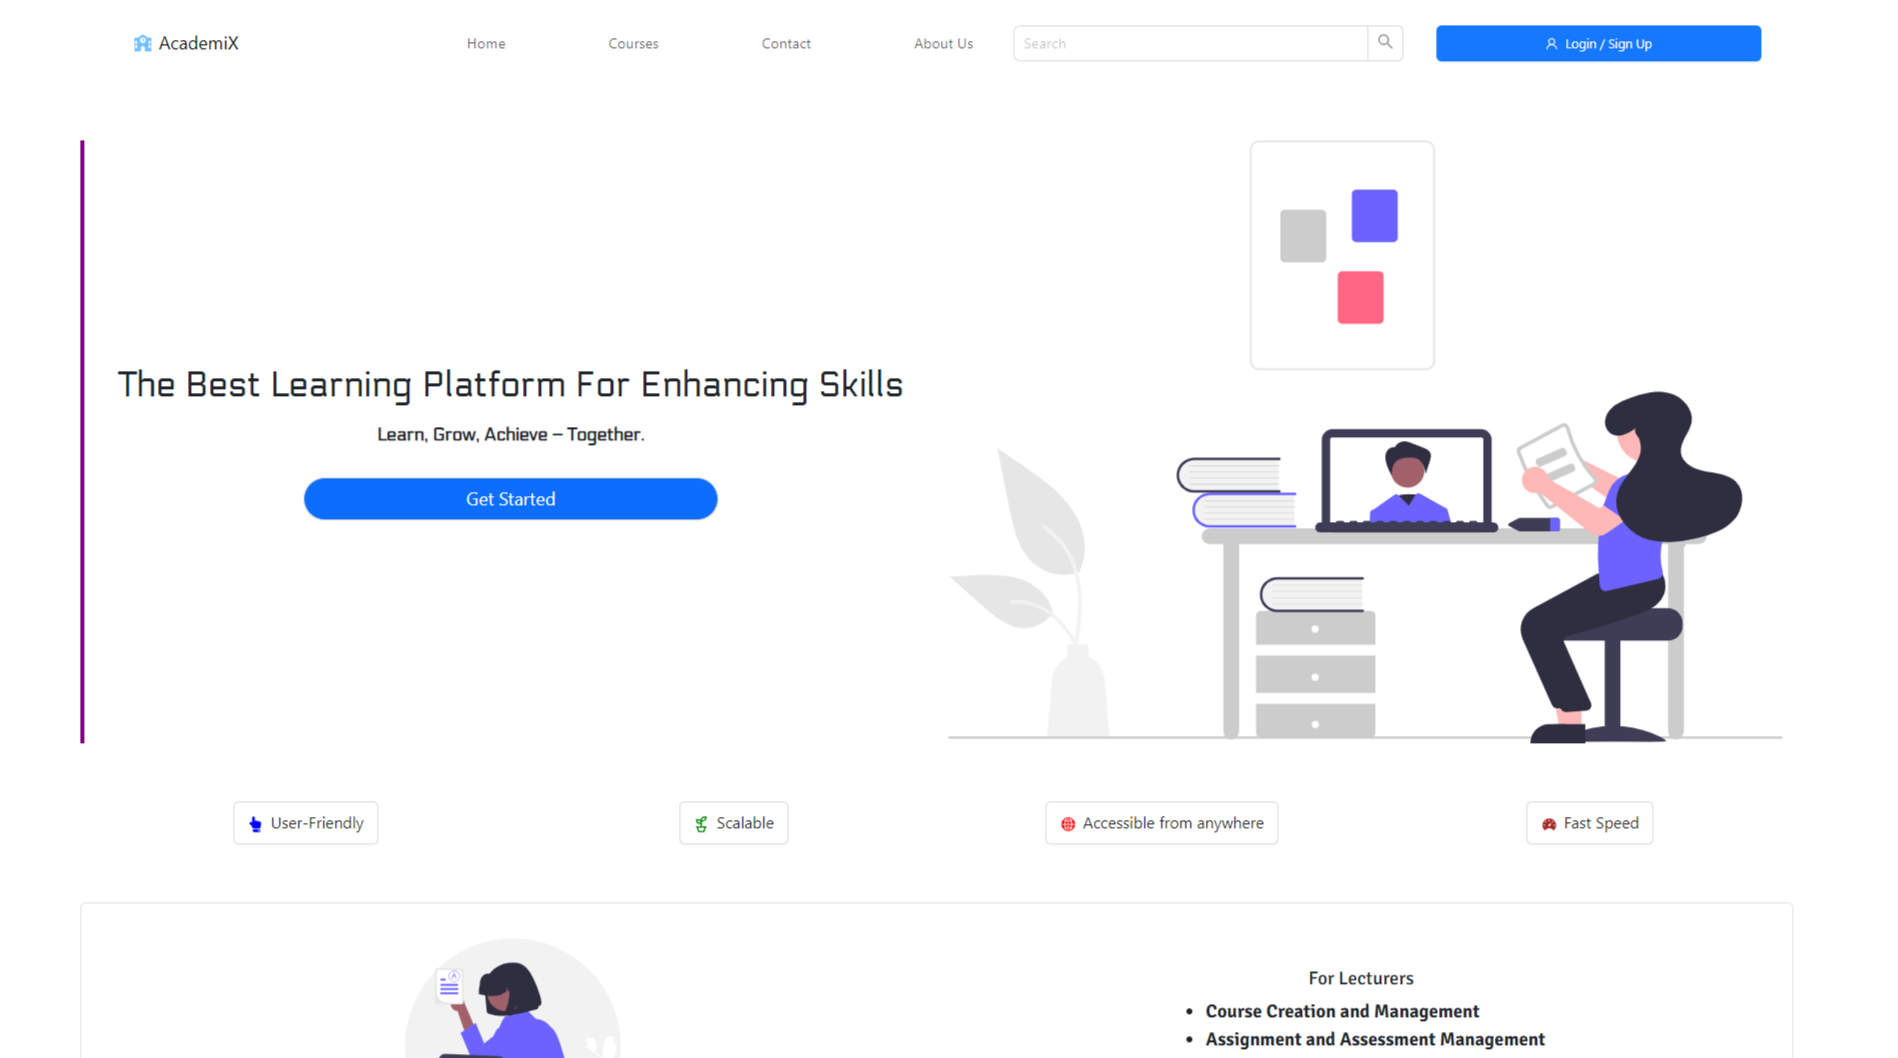 AcademiX
Home
Courses
Contact
About Us
Search
Login / Sign Up
The Best Learning Platform For Enhancing Skills
Learn, Grow, Achieve – Together.
Get Started
User-Friendly
Scalable
Accessible from anywhere
Fast Speed
For Lecturers
• Course Creation and Management
• Assignment and Assessment Management